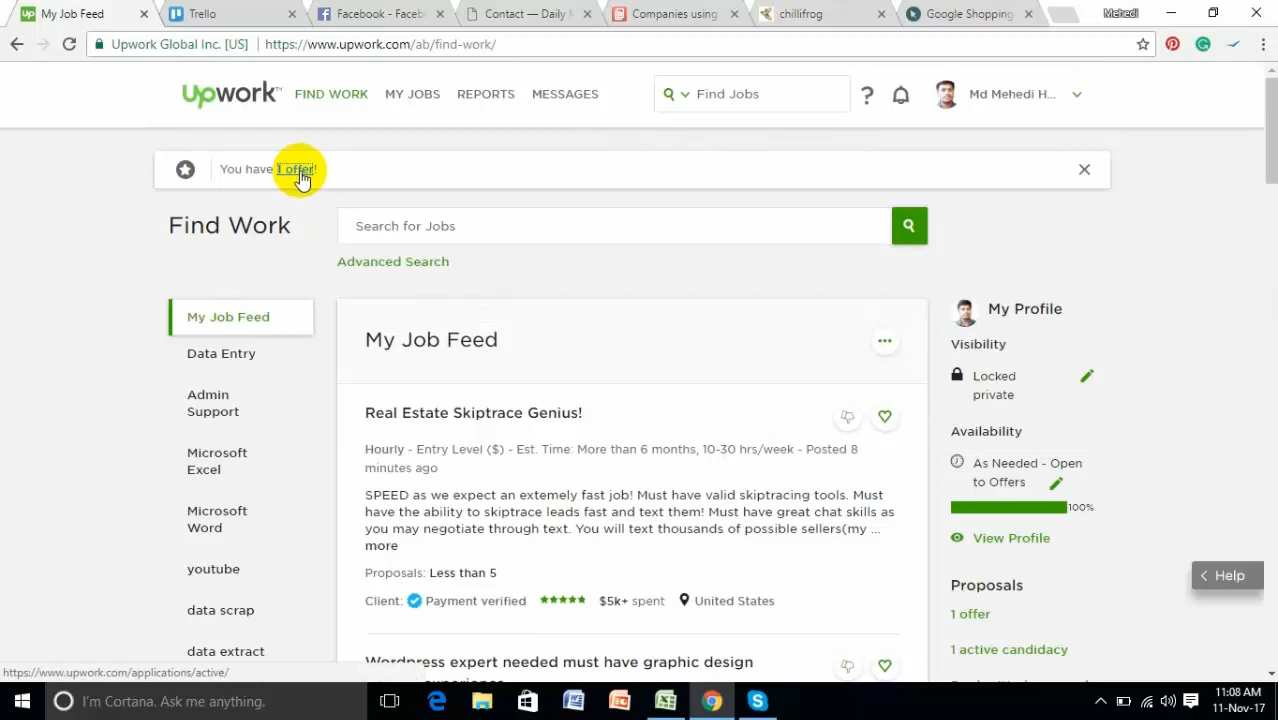 My Job Feed
Trello
Facebook - Faceb
Contact — Daily M
Companies using
chillifrog
Google Shopping
Mehedi
Upwork Global Inc. [US] https://www.upwork.com/ab/find-work/
upwork FIND WORK MY JOBS REPORTS MESSAGES Find Jobs ? Md Mehedi H...
You have 1 offer!
Find Work
Search for Jobs
Advanced Search
My Job Feed
Data Entry
Admin
Support
Microsoft
Excel
Microsoft
Word
youtube
data scrap
data extract
My Job Feed
Real Estate Skiptrace Genius!
Hourly - Entry Level ($) - Est. Time: More than 6 months, 10-30 hrs/week - Posted 8
minutes ago
SPEED as we expect an extemely fast job! Must have valid skiptracing tools. Must
have the ability to skiptrace leads fast and text them! Must have great chat skills as
you may negotiate through text. You will text thousands of possible sellers(my ...
more
Proposals: Less than 5
Client: Payment verified $5k+ spent United States
Wordpress expert needed must have graphic design
My Profile
Visibility
Locked
private
Availability
As Needed - Open
to Offers
100%
View Profile
Proposals
1 offer
1 active candidacy
Help
https://www.upwork.com/applications/active/
I'm Cortana. Ask me anything.
11:08 AM
11-Nov-17